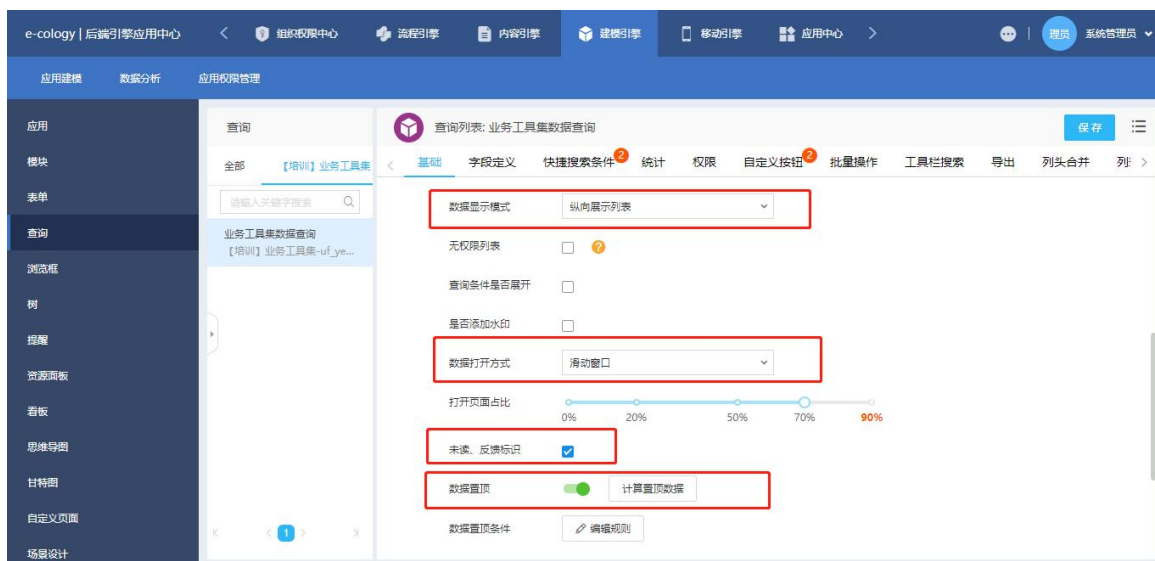 e-cology | 后端引擎应用中心 组织权限中心 流程引擎 内容引擎 建模引擎 移动引擎 应用中心 理员 系统管理员
应用建模 数据分析 应用权限管理
应用
模块
表单
查询
浏览框
树
提醒
资源面板
看板
思维导图
甘特图
自定义页面
场景设计
查询
全部 【培训】业务工具集
请输入关键字搜索
业务工具集数据查询
【培训】业务工具集-uf_ye...
1
查询列表: 业务工具集数据查询 保存
基础 字段定义 快捷搜索条件 2 统计 权限 自定义按钮 2 批量操作 工具栏搜索 导出 列头合并
数据显示模式 纵向展示列表
无权限列表 ?
查询条件是否展开
是否添加水印
数据打开方式 滑动窗口
打开页面占比
0% 20% 50% 70% 90%
未读、反馈标识
数据置顶 计算置顶数据
数据置顶条件 编辑规则